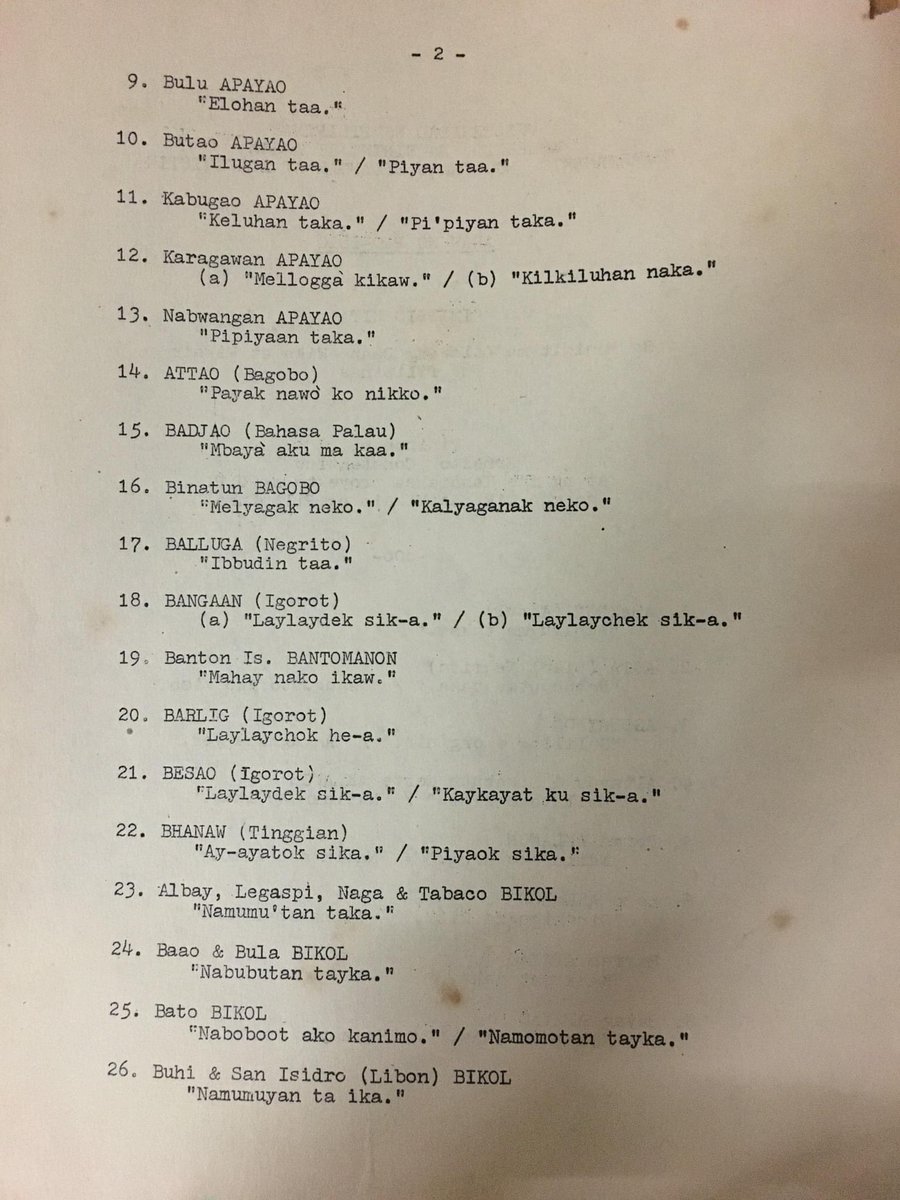 - 2 -
9. Bulu APAYAO
"Elohan taa."
10. Butao APAYAO
"Ilugan taa." / "Piyan taa."
11. Kabugao APAYAO
"Keluhan taka." / "Pi'piyan taka."
12. Karagawan APAYAO
(a) "Melloggà kikaw." / (b) "Kilkiluhan naka."
13. Nabwangan APAYAO
"Pipiyaan taka."
14. ATTAO (Bagobo)
"Payak nawò ko nikko."
15. BADJAO (Bahasa Palau)
"Mbayà aku ma kaa."
16. Binatun BAGOBO
"Melyagak neko." / "Kalyaganak neko."
17. BALLUGA (Negrito)
"Ibbudin taa."
18. BANGAAN (Igorot)
(a) "Laylaydek sik-a." / (b) "Laylaychek sik-a."
19. Banton Is. BANTOMANON
"Mahay nako ikaw."
20. BARLIG (Igorot)
"Laylaychok he-a."
21. BESAO (Igorot)
"Laylaydek sik-a." / "Kaykayat ku sik-a."
22. BHANAW (Tinggian)
"Ay-ayatok sika." / "Piyaok sika."
23. Albay, Legaspi, Naga & Tabaco BIKOL
"Namumu'tan taka."
24. Baao & Bula BIKOL
"Nabubutan tayka."
25. Bato BIKOL
"Naboboot ako kanimo." / "Namomotan tayka."
26. Buhi & San Isidro (Libon) BIKOL
"Namumuyan ta ika."